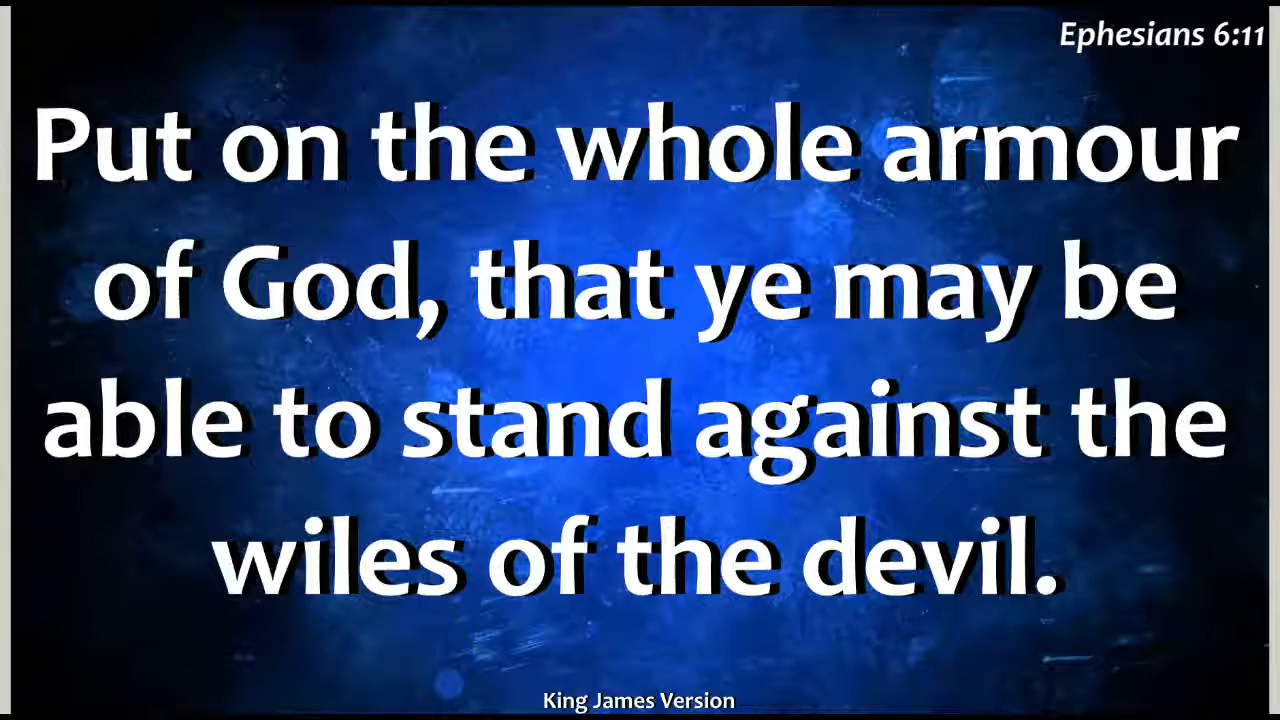 Ephesians 6:11
Put on the whole armour
of God, that ye may be
able to stand against the
wiles of the devil.
King James Version